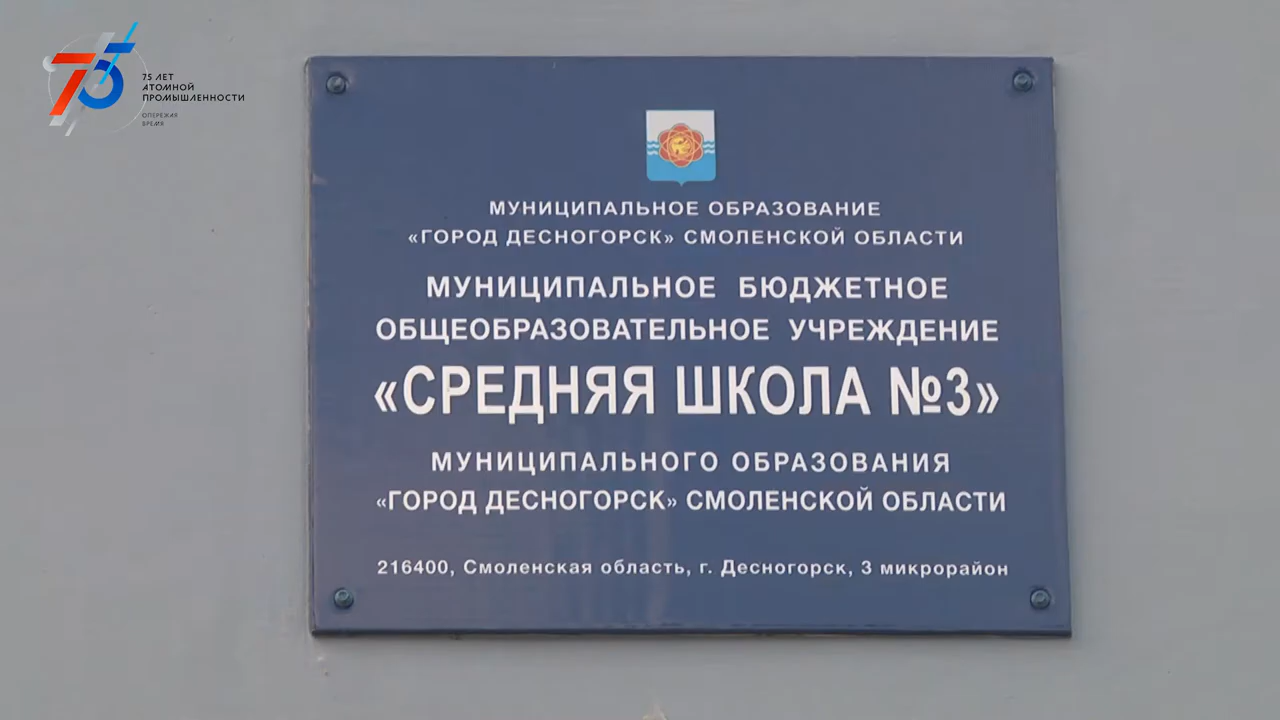 75
75 ЛЕТ
АТОМНОЙ
ПРОМЫШЛЕННОСТИ
ОПЕРЕЖАЯ
ВРЕМЯ
МУНИЦИПАЛЬНОЕ ОБРАЗОВАНИЕ
«ГОРОД ДЕСНОГОРСК» СМОЛЕНСКОЙ ОБЛАСТИ
МУНИЦИПАЛЬНОЕ БЮДЖЕТНОЕ
ОБЩЕОБРАЗОВАТЕЛЬНОЕ УЧРЕЖДЕНИЕ
«СРЕДНЯЯ ШКОЛА №3»
МУНИЦИПАЛЬНОГО ОБРАЗОВАНИЯ
«ГОРОД ДЕСНОГОРСК» СМОЛЕНСКОЙ ОБЛАСТИ
216400, Смоленская область, г. Десногорск, 3 микрорайон